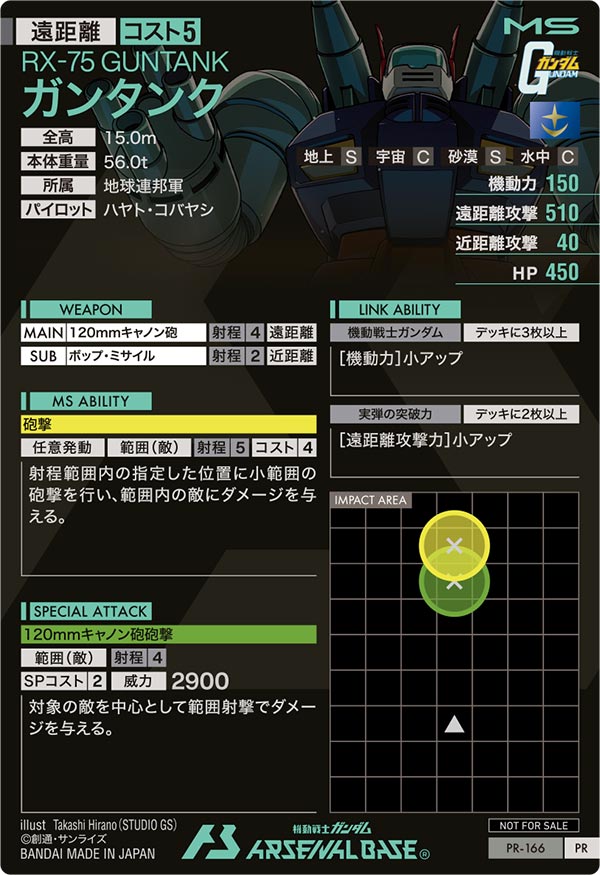 遠距離 コスト5
MS
RX-75 GUNTANK
ガンタンク
機動戦士
ガンダム
GUNDAM
全高 15.0m
本体重量 56.0t
所属 地球連邦軍
パイロット ハヤト・コバヤシ
地上 S 宇宙 C 砂漠 S 水中 C
機動力 150
遠距離攻撃 510
近距離攻撃 40
HP 450
WEAPON
MAIN 120mmキャノン砲 射程 4 遠距離
SUB ボップ・ミサイル 射程 2 近距離
MS ABILITY
砲撃
任意発動 範囲(敵) 射程 5 コスト 4
射程範囲内の指定した位置に小範囲の
砲撃を行い、範囲内の敵にダメージを与
える。
SPECIAL ATTACK
120mmキャノン砲砲撃
範囲(敵) 射程 4
SPコスト 2 威力 2900
対象の敵を中心として範囲射撃でダメー
ジを与える。
LINK ABILITY
機動戦士ガンダム デッキに3枚以上
[機動力]小アップ
実弾の突破力 デッキに2枚以上
[遠距離攻撃力]小アップ
IMPACT AREA
illust Takashi Hirano (STUDIO GS)
©創通・サンライズ
BANDAI MADE IN JAPAN
機動戦士ガンダム
AB ARSENAL BASE®
NOT FOR SALE
PR-166 PR